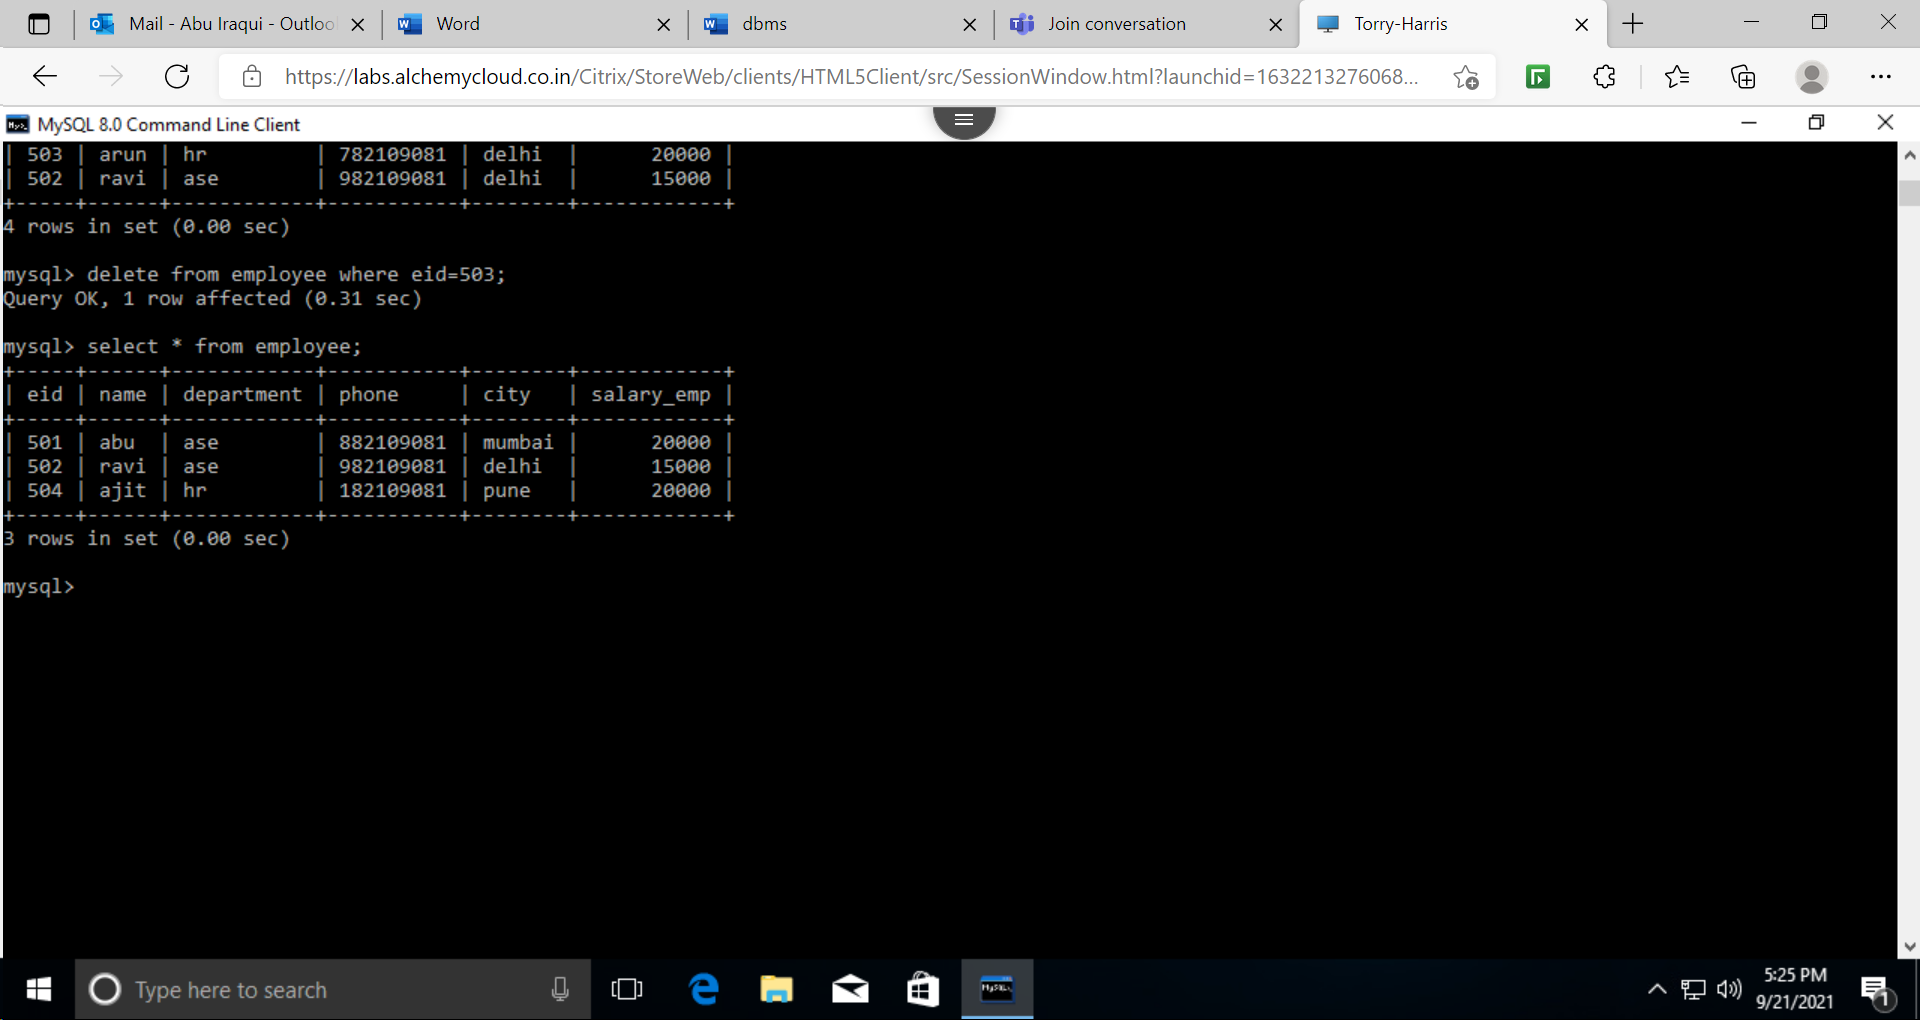 Mail - Abu Iraqui - Outloo
Word
dbms
Join conversation
Torry-Harris
https://labs.alchemycloud.co.in/Citrix/StoreWeb/clients/HTML5Client/src/SessionWindow.html?launchid=1632213276068...
MySQL 8.0 Command Line Client
| 503 | arun | hr         | 782109081 | delhi  |      20000 |
| 502 | ravi | ase        | 982109081 | delhi  |      15000 |
+-----+------+------------+-----------+--------+------------+
4 rows in set (0.00 sec)
mysql> delete from employee where eid=503;
Query OK, 1 row affected (0.31 sec)
mysql> select * from employee;
+-----+------+------------+-----------+--------+------------+
| eid | name | department | phone     | city   | salary_emp |
+-----+------+------------+-----------+--------+------------+
| 501 | abu  | ase        | 882109081 | mumbai |      20000 |
| 502 | ravi | ase        | 982109081 | delhi  |      15000 |
| 504 | ajit | hr         | 182109081 | pune   |      20000 |
+-----+------+------------+-----------+--------+------------+
3 rows in set (0.00 sec)
mysql>
Type here to search
5:25 PM
9/21/2021
1